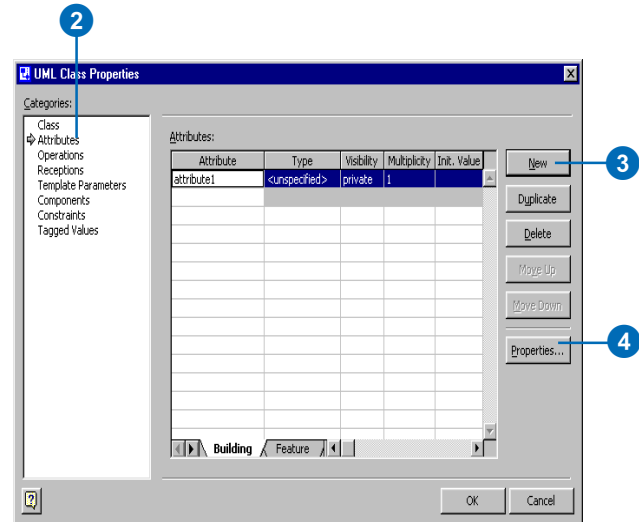 2
UML Class Properties
Categories:
Class
Attributes
Operations
Receptions
Template Parameters
Components
Constraints
Tagged Values
Attributes:
Attribute Type Visibility Multiplicity Init. Value
attribute1 <unspecified> private 1
New
3
Duplicate
Delete
Move Up
Move Down
4
Properties...
Building Feature
OK Cancel